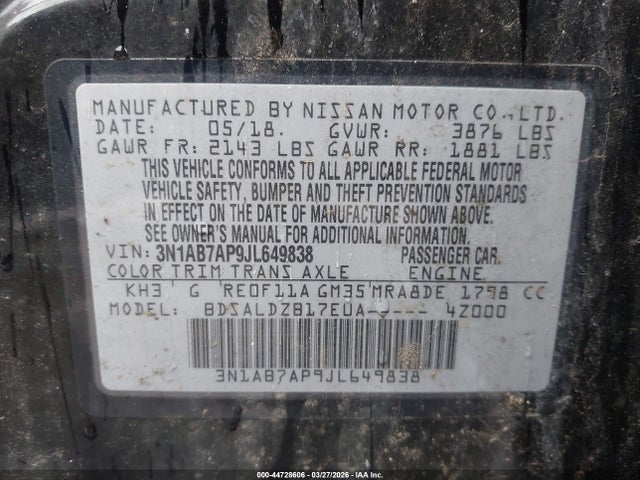 MANUFACTURED BY NISSAN MOTOR CO., LTD.
DATE: 05/18. GVWR: 3876 LBS
GAWR FR: 2143 LBS GAWR RR: 1881 LBS
THIS VEHICLE CONFORMS TO ALL APPLICABLE FEDERAL MOTOR
VEHICLE SAFETY, BUMPER AND THEFT PREVENTION STANDARDS
IN EFFECT ON THE DATE OF MANUFACTURE SHOWN ABOVE.
SEE OWNER'S MANUAL FOR ADDITIONAL INFORMATION
VIN: 3N1AB7AP9JL649838 PASSENGER CAR.
COLOR TRIM TRANS AXLE ENGINE
KH3 G RE0F11A GM35 MRA8DE 1798 CC
MODEL: BDSALDZB17EUA----- 4Z000
3N1AB7AP9JL649838
000-44728606 | 03/27/2026 - IAAI.COM